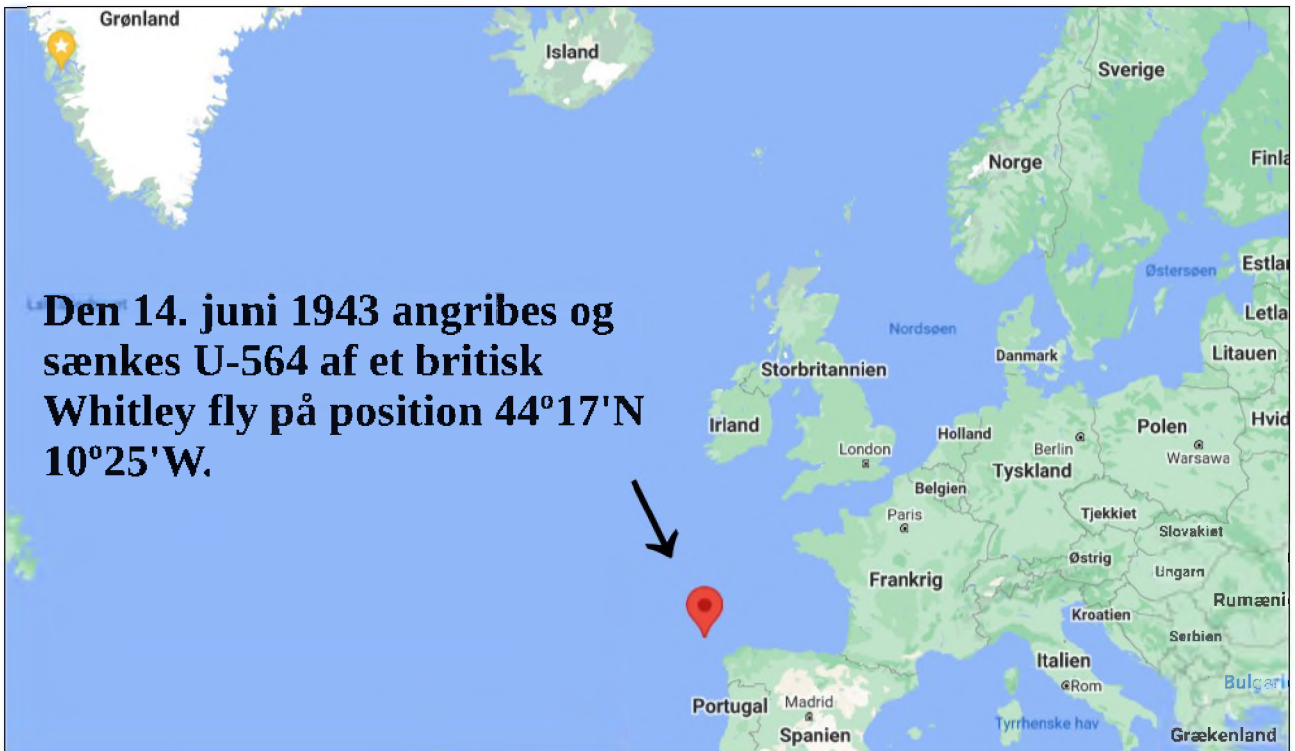 Grønland
Island
Sverige
Norge
Finla
Østersøen
Estla
Letla
Nordsøen
Danmark
Litauen
Storbritannien
Irland
Holland
Polen
Hvid
London
Berlin
Warsawa
Tyskland
Belgien
Paris
Tjekkiet
Slovakiet
Østrig
Ungarn
Frankrig
Rumæni
Kroatien
Serbien
Italien
Rom
Bulgari
Portugal
Madrid
Tyrrhenske hav
Spanien
Grækenland
Den 14. juni 1943 angribes og
sænkes U-564 af et britisk
Whitley fly på position 44º17'N
10º25'W.